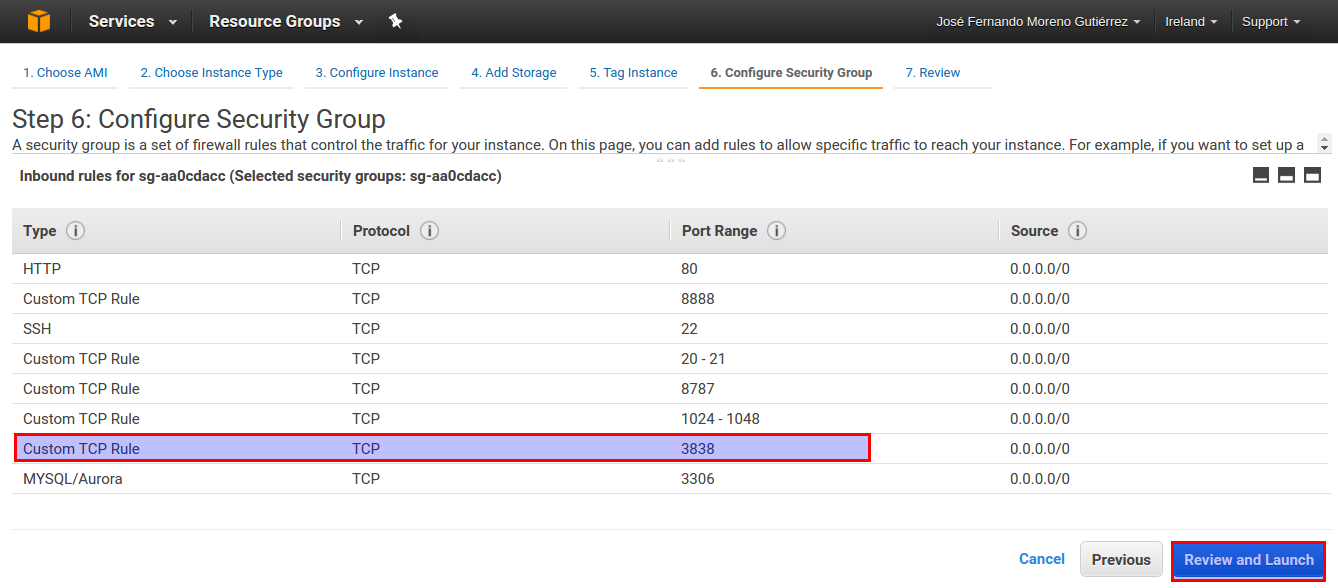 Services Resource Groups José Fernando Moreno Gutiérrez Ireland Support
1. Choose AMI 2. Choose Instance Type 3. Configure Instance 4. Add Storage 5. Tag Instance 6. Configure Security Group 7. Review
Step 6: Configure Security Group
A security group is a set of firewall rules that control the traffic for your instance. On this page, you can add rules to allow specific traffic to reach your instance. For example, if you want to set up a
Inbound rules for sg-aa0cdacc (Selected security groups: sg-aa0cdacc)
Type i Protocol i Port Range i Source i
HTTP TCP 80 0.0.0.0/0
Custom TCP Rule TCP 8888 0.0.0.0/0
SSH TCP 22 0.0.0.0/0
Custom TCP Rule TCP 20 - 21 0.0.0.0/0
Custom TCP Rule TCP 8787 0.0.0.0/0
Custom TCP Rule TCP 1024 - 1048 0.0.0.0/0
Custom TCP Rule TCP 3838 0.0.0.0/0
MYSQL/Aurora TCP 3306 0.0.0.0/0
Cancel Previous Review and Launch